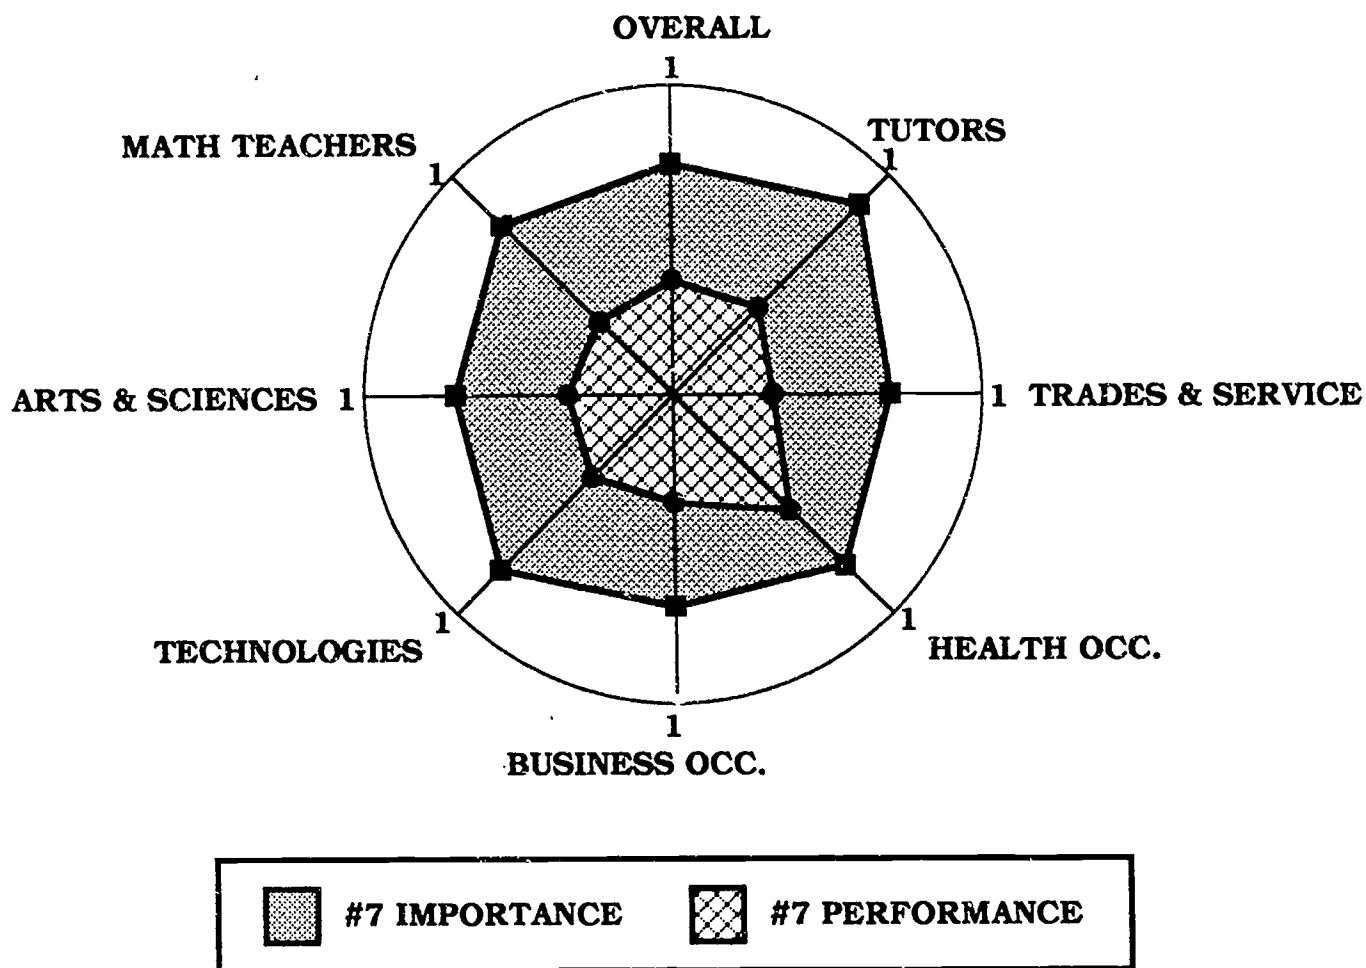 OVERALL
1
TUTORS
1
MATH TEACHERS
1
ARTS & SCIENCES 1
1 TRADES & SERVICE
1
TECHNOLOGIES
1
HEALTH OCC.
1
BUSINESS OCC.
#7 IMPORTANCE #7 PERFORMANCE